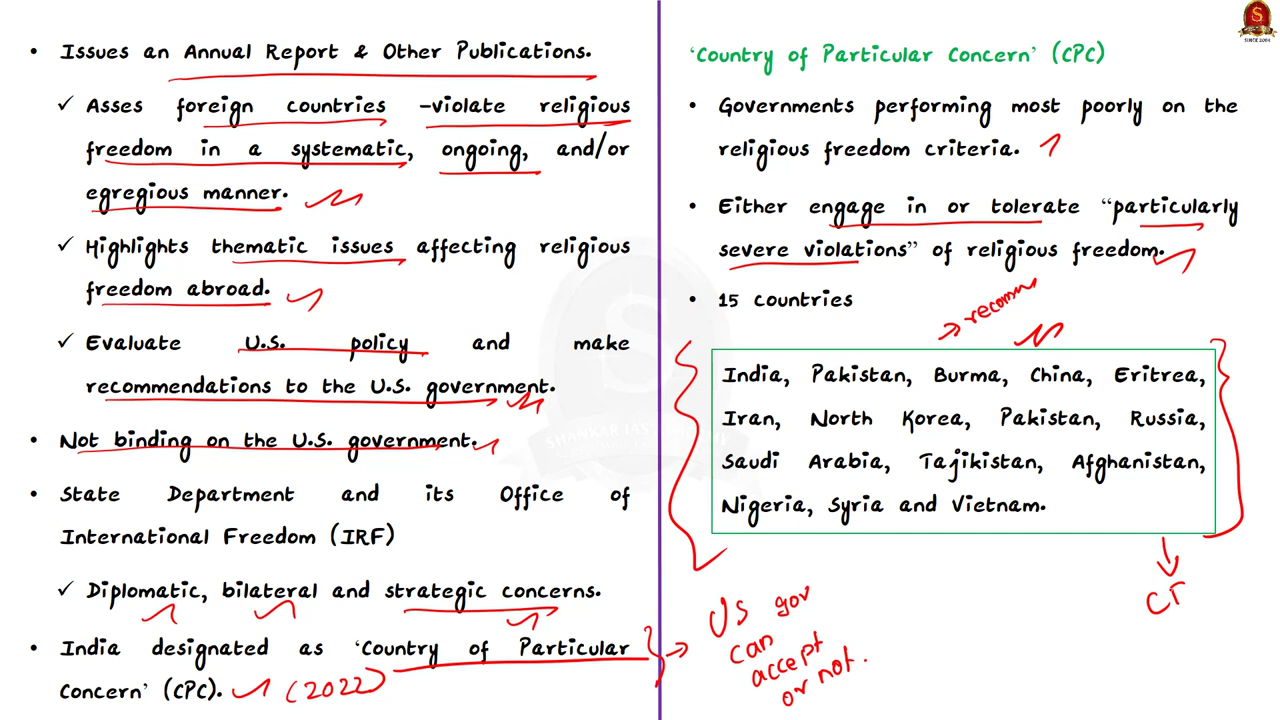 • Issues an Annual Report & Other Publications.
✓ Asses foreign countries -violate religious
freedom in a systematic, ongoing, and/or
egregious manner.
✓ Highlights thematic issues affecting religious
freedom abroad.
✓ Evaluate U.S. policy and make
recommendations to the U.S. government.
• Not binding on the U.S. government.
• State Department and its Office of
International Freedom (IRF)
✓ Diplomatic, bilateral and strategic concerns.
• India designated as ‘Country of Particular
Concern’ (CPC). (2022)
‘Country of Particular Concern’ (CPC)
• Governments performing most poorly on the
religious freedom criteria.
• Either engage in or tolerate “particularly
severe violations” of religious freedom.
• 15 countries
India, Pakistan, Burma, China, Eritrea,
Iran, North Korea, Pakistan, Russia,
Saudi Arabia, Tajikistan, Afghanistan,
Nigeria, Syria and Vietnam.
US gov
can
accept
or not.
S
SINCE 2004